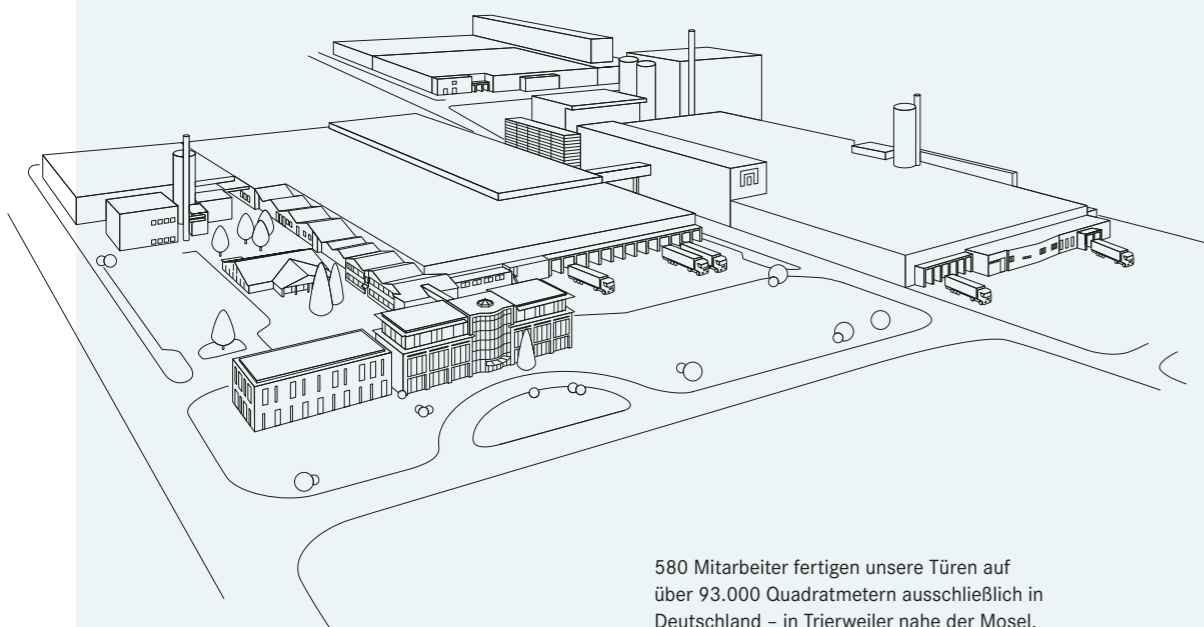 580 Mitarbeiter fertigen unsere Türen auf
über 93.000 Quadratmetern ausschließlich in
Deutschland – in Trierweiler nahe der Mosel.